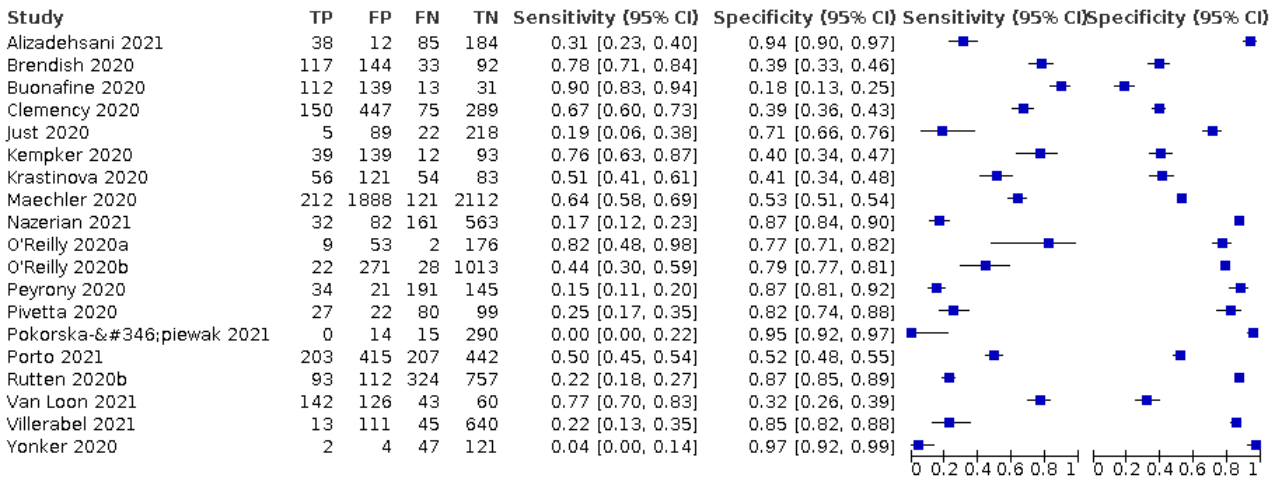 Study TP FP FN TN Sensitivity (95% CI) Specificity (95% CI) Sensitivity (95% CI) Specificity (95% CI)
Alizadehsani 2021 38 12 85 184 0.31 [0.23, 0.40] 0.94 [0.90, 0.97]
Brendish 2020 117 144 33 92 0.78 [0.71, 0.84] 0.39 [0.33, 0.46]
Buonafine 2020 112 139 13 31 0.90 [0.83, 0.94] 0.18 [0.13, 0.25]
Clemency 2020 150 447 75 289 0.67 [0.60, 0.73] 0.39 [0.36, 0.43]
Just 2020 5 89 22 218 0.19 [0.06, 0.38] 0.71 [0.66, 0.76]
Kempker 2020 39 139 12 93 0.76 [0.63, 0.87] 0.40 [0.34, 0.47]
Krastinova 2020 56 121 54 83 0.51 [0.41, 0.61] 0.41 [0.34, 0.48]
Maechler 2020 212 1888 121 2112 0.64 [0.58, 0.69] 0.53 [0.51, 0.54]
Nazerian 2021 32 82 161 563 0.17 [0.12, 0.23] 0.87 [0.84, 0.90]
O'Reilly 2020a 9 53 2 176 0.82 [0.48, 0.98] 0.77 [0.71, 0.82]
O'Reilly 2020b 22 271 28 1013 0.44 [0.30, 0.59] 0.79 [0.77, 0.81]
Peyrony 2020 34 21 191 145 0.15 [0.11, 0.20] 0.87 [0.81, 0.92]
Pivetta 2020 27 22 80 99 0.25 [0.17, 0.35] 0.82 [0.74, 0.88]
Pokorska-&#346;piewak 2021 0 14 15 290 0.00 [0.00, 0.22] 0.95 [0.92, 0.97]
Porto 2021 203 415 207 442 0.50 [0.45, 0.54] 0.52 [0.48, 0.55]
Rutten 2020b 93 112 324 757 0.22 [0.18, 0.27] 0.87 [0.85, 0.89]
Van Loon 2021 142 126 43 60 0.77 [0.70, 0.83] 0.32 [0.26, 0.39]
Villerabel 2021 13 111 45 640 0.22 [0.13, 0.35] 0.85 [0.82, 0.88]
Yonker 2020 2 4 47 121 0.04 [0.00, 0.14] 0.97 [0.92, 0.99]
0 0.2 0.4 0.6 0.8 1 0 0.2 0.4 0.6 0.8 1